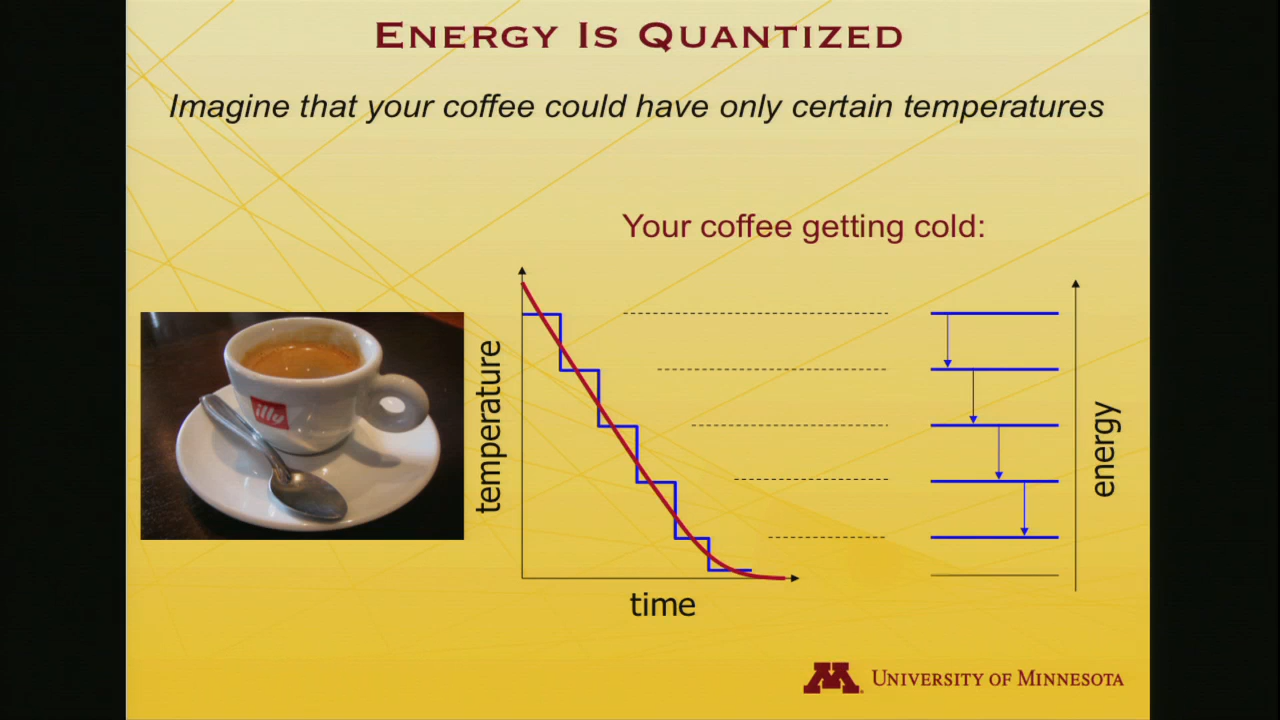 ENERGY IS QUANTIZED
Imagine that your coffee could have only certain temperatures
Your coffee getting cold:
illy
temperature
time
energy
M
UNIVERSITY OF MINNESOTA